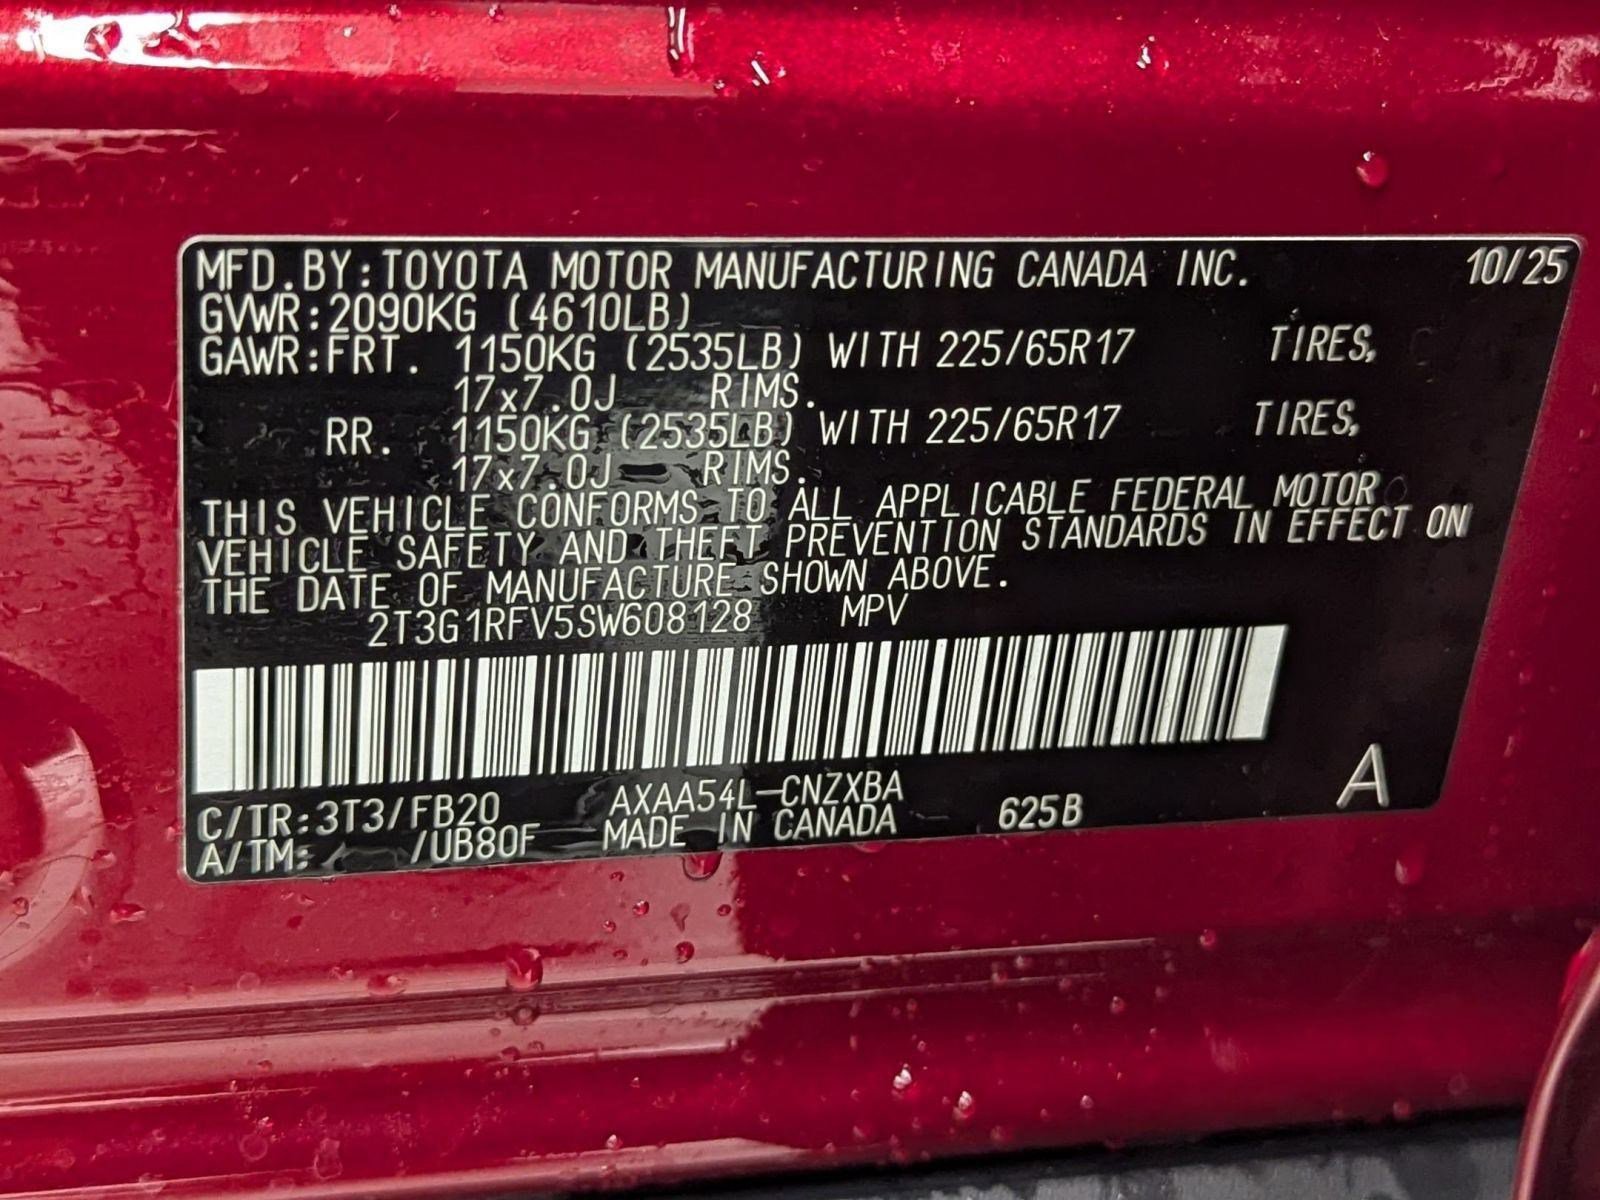 MFD.BY:TOYOTA MOTOR MANUFACTURING CANADA INC. 10/25
GVWR:2090KG (4610LB)
GAWR:FRT. 1150KG (2535LB) WITH 225/65R17 TIRES,
17x7.0J RIMS.
RR. 1150KG (2535LB) WITH 225/65R17 TIRES,
17x7.0J RIMS.
THIS VEHICLE CONFORMS TO ALL APPLICABLE FEDERAL MOTOR
VEHICLE SAFETY AND THEFT PREVENTION STANDARDS IN EFFECT ON
THE DATE OF MANUFACTURE SHOWN ABOVE.
2T3G1RFV5SW608128 MPV
C/TR:3T3/FB20 AXAA54L-CNZXBA 625B A
A/TM: /UB80F MADE IN CANADA